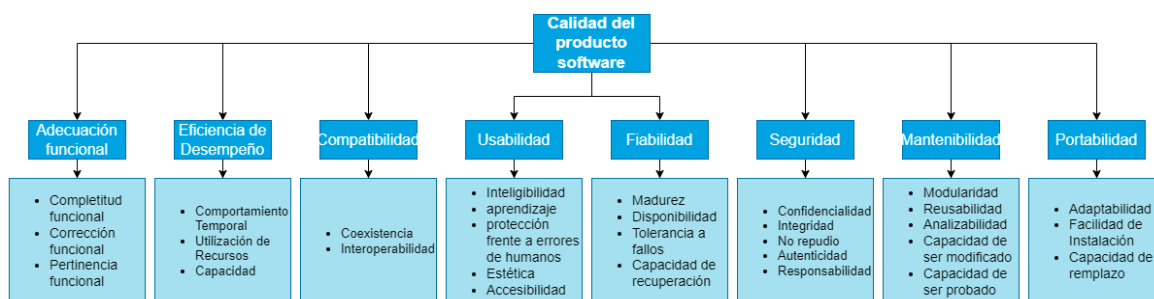 Calidad del
producto
software
Adecuación
funcional
Eficiencia de
Desempeño
Compatibilidad
Usabilidad
Fiabilidad
Seguridad
Mantenibilidad
Portabilidad
Completitud
funcional
Corrección
funcional
Pertinencia
funcional
Comportamiento
Temporal
Utilización de
Recursos
Capacidad
Coexistencia
Interoperabilidad
Inteligibilidad
aprendizaje
protección
frente a errores
de humanos
Estética
Accesibilidad
Madurez
Disponibilidad
Tolerancia a
fallos
Capacidad de
recuperación
Confidencialidad
Integridad
No repudio
Autenticidad
Responsabilidad
Modularidad
Reusabilidad
Analizabilidad
Capacidad de
ser modificado
Capacidad de
ser probado
Adaptabilidad
Facilidad de
Instalación
Capacidad de
remplazo